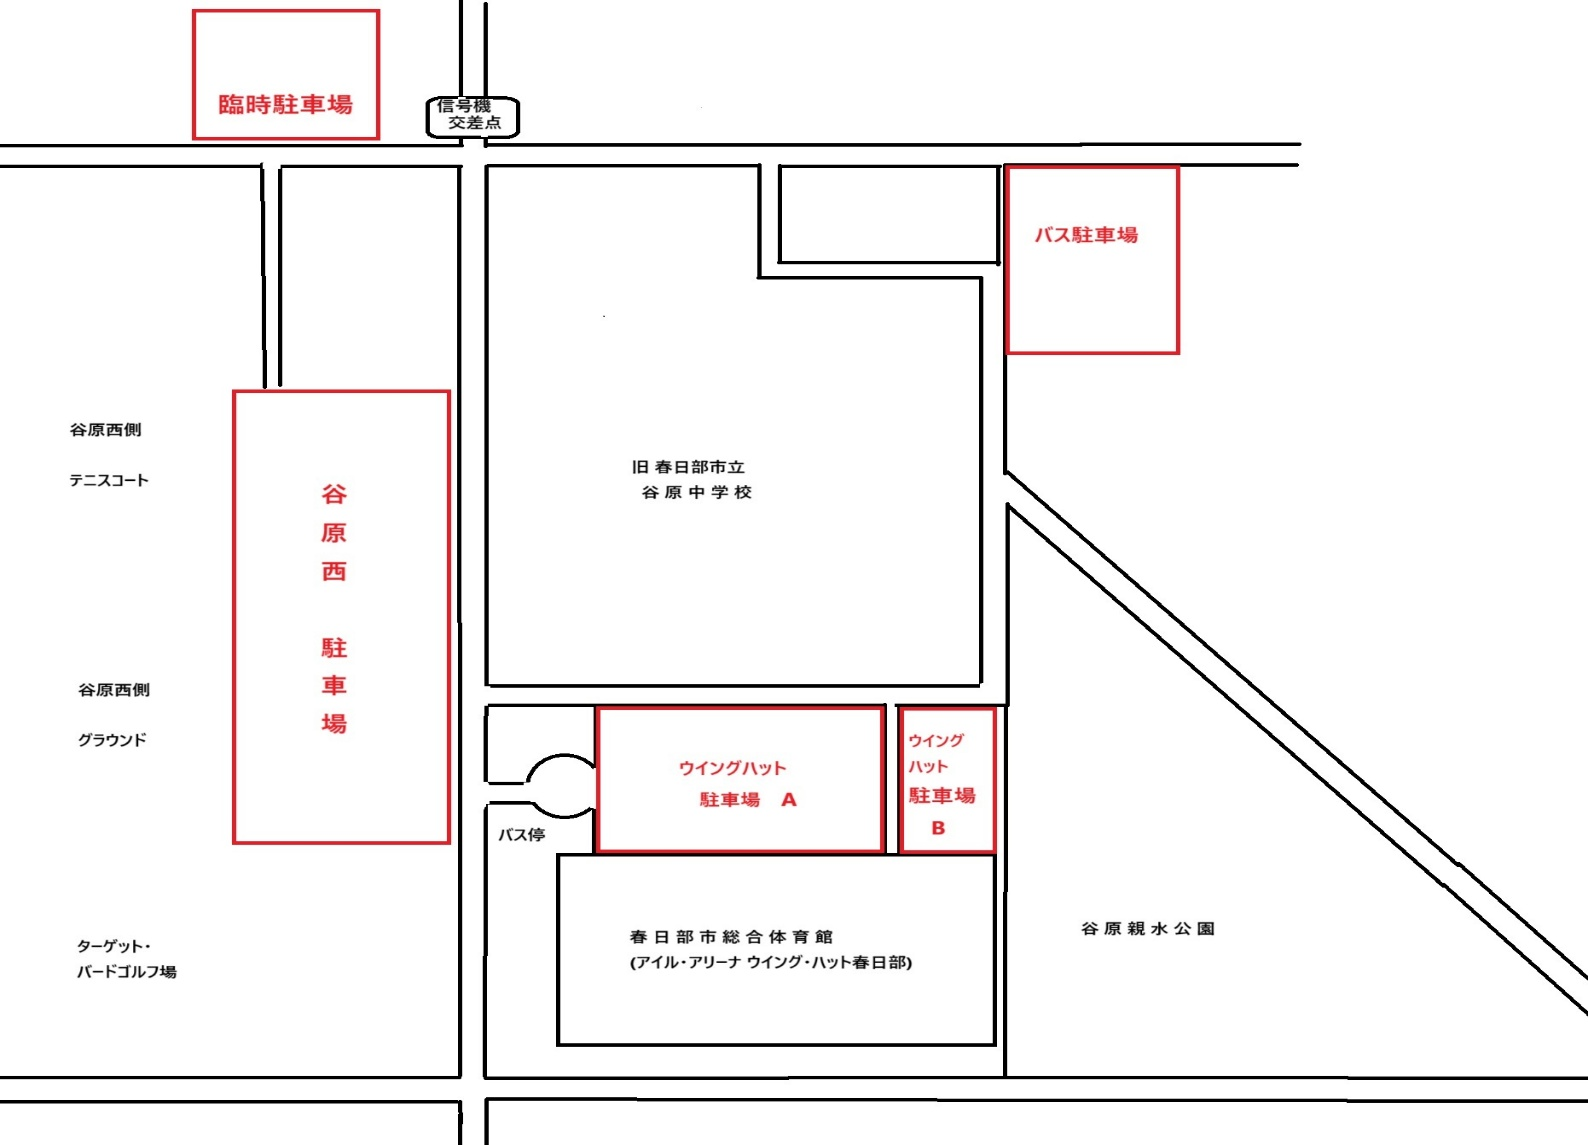 臨時駐車場
信号機
交差点
バス駐車場
谷原西側
テニスコート
旧 春日部市立
谷 原 中 学 校
谷原西 駐車場
谷原西側
グラウンド
ウイングハット
駐車場 A
ウイング
ハット
駐車場
B
バス停
ターゲット・
バードゴルフ場
春 日 部 市 総 合 体 育 館
(アイル・アリーナ ウイング・ハット春日部)
谷 原 親 水 公 園